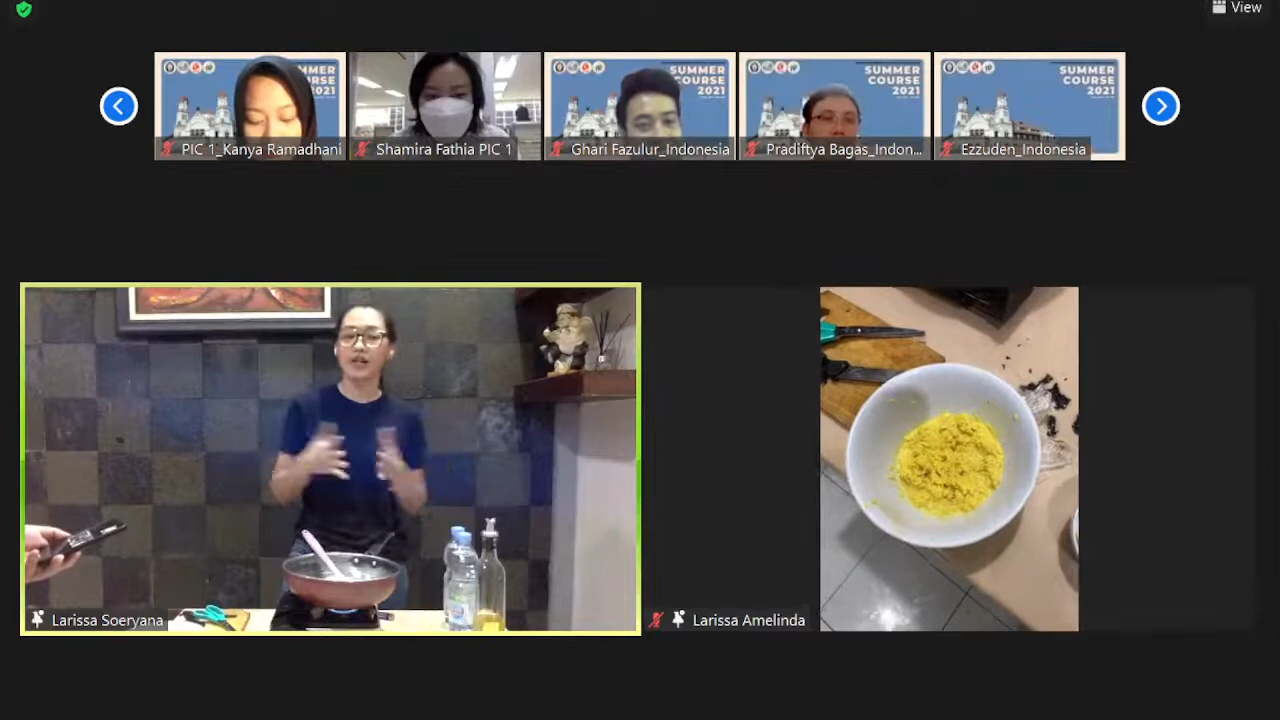 View
SUMMER
COURSE
2021
PIC 1_Kanya Ramadhani
Shamira Fathia PIC 1
SUMMER
COURSE
2021
Ghari Fazulur_Indonesia
SUMMER
COURSE
2021
Pradiftya Bagas_Indon...
SUMMER
COURSE
2021
Ezzuden_Indonesia
Larissa Soeryana
Larissa Amelinda